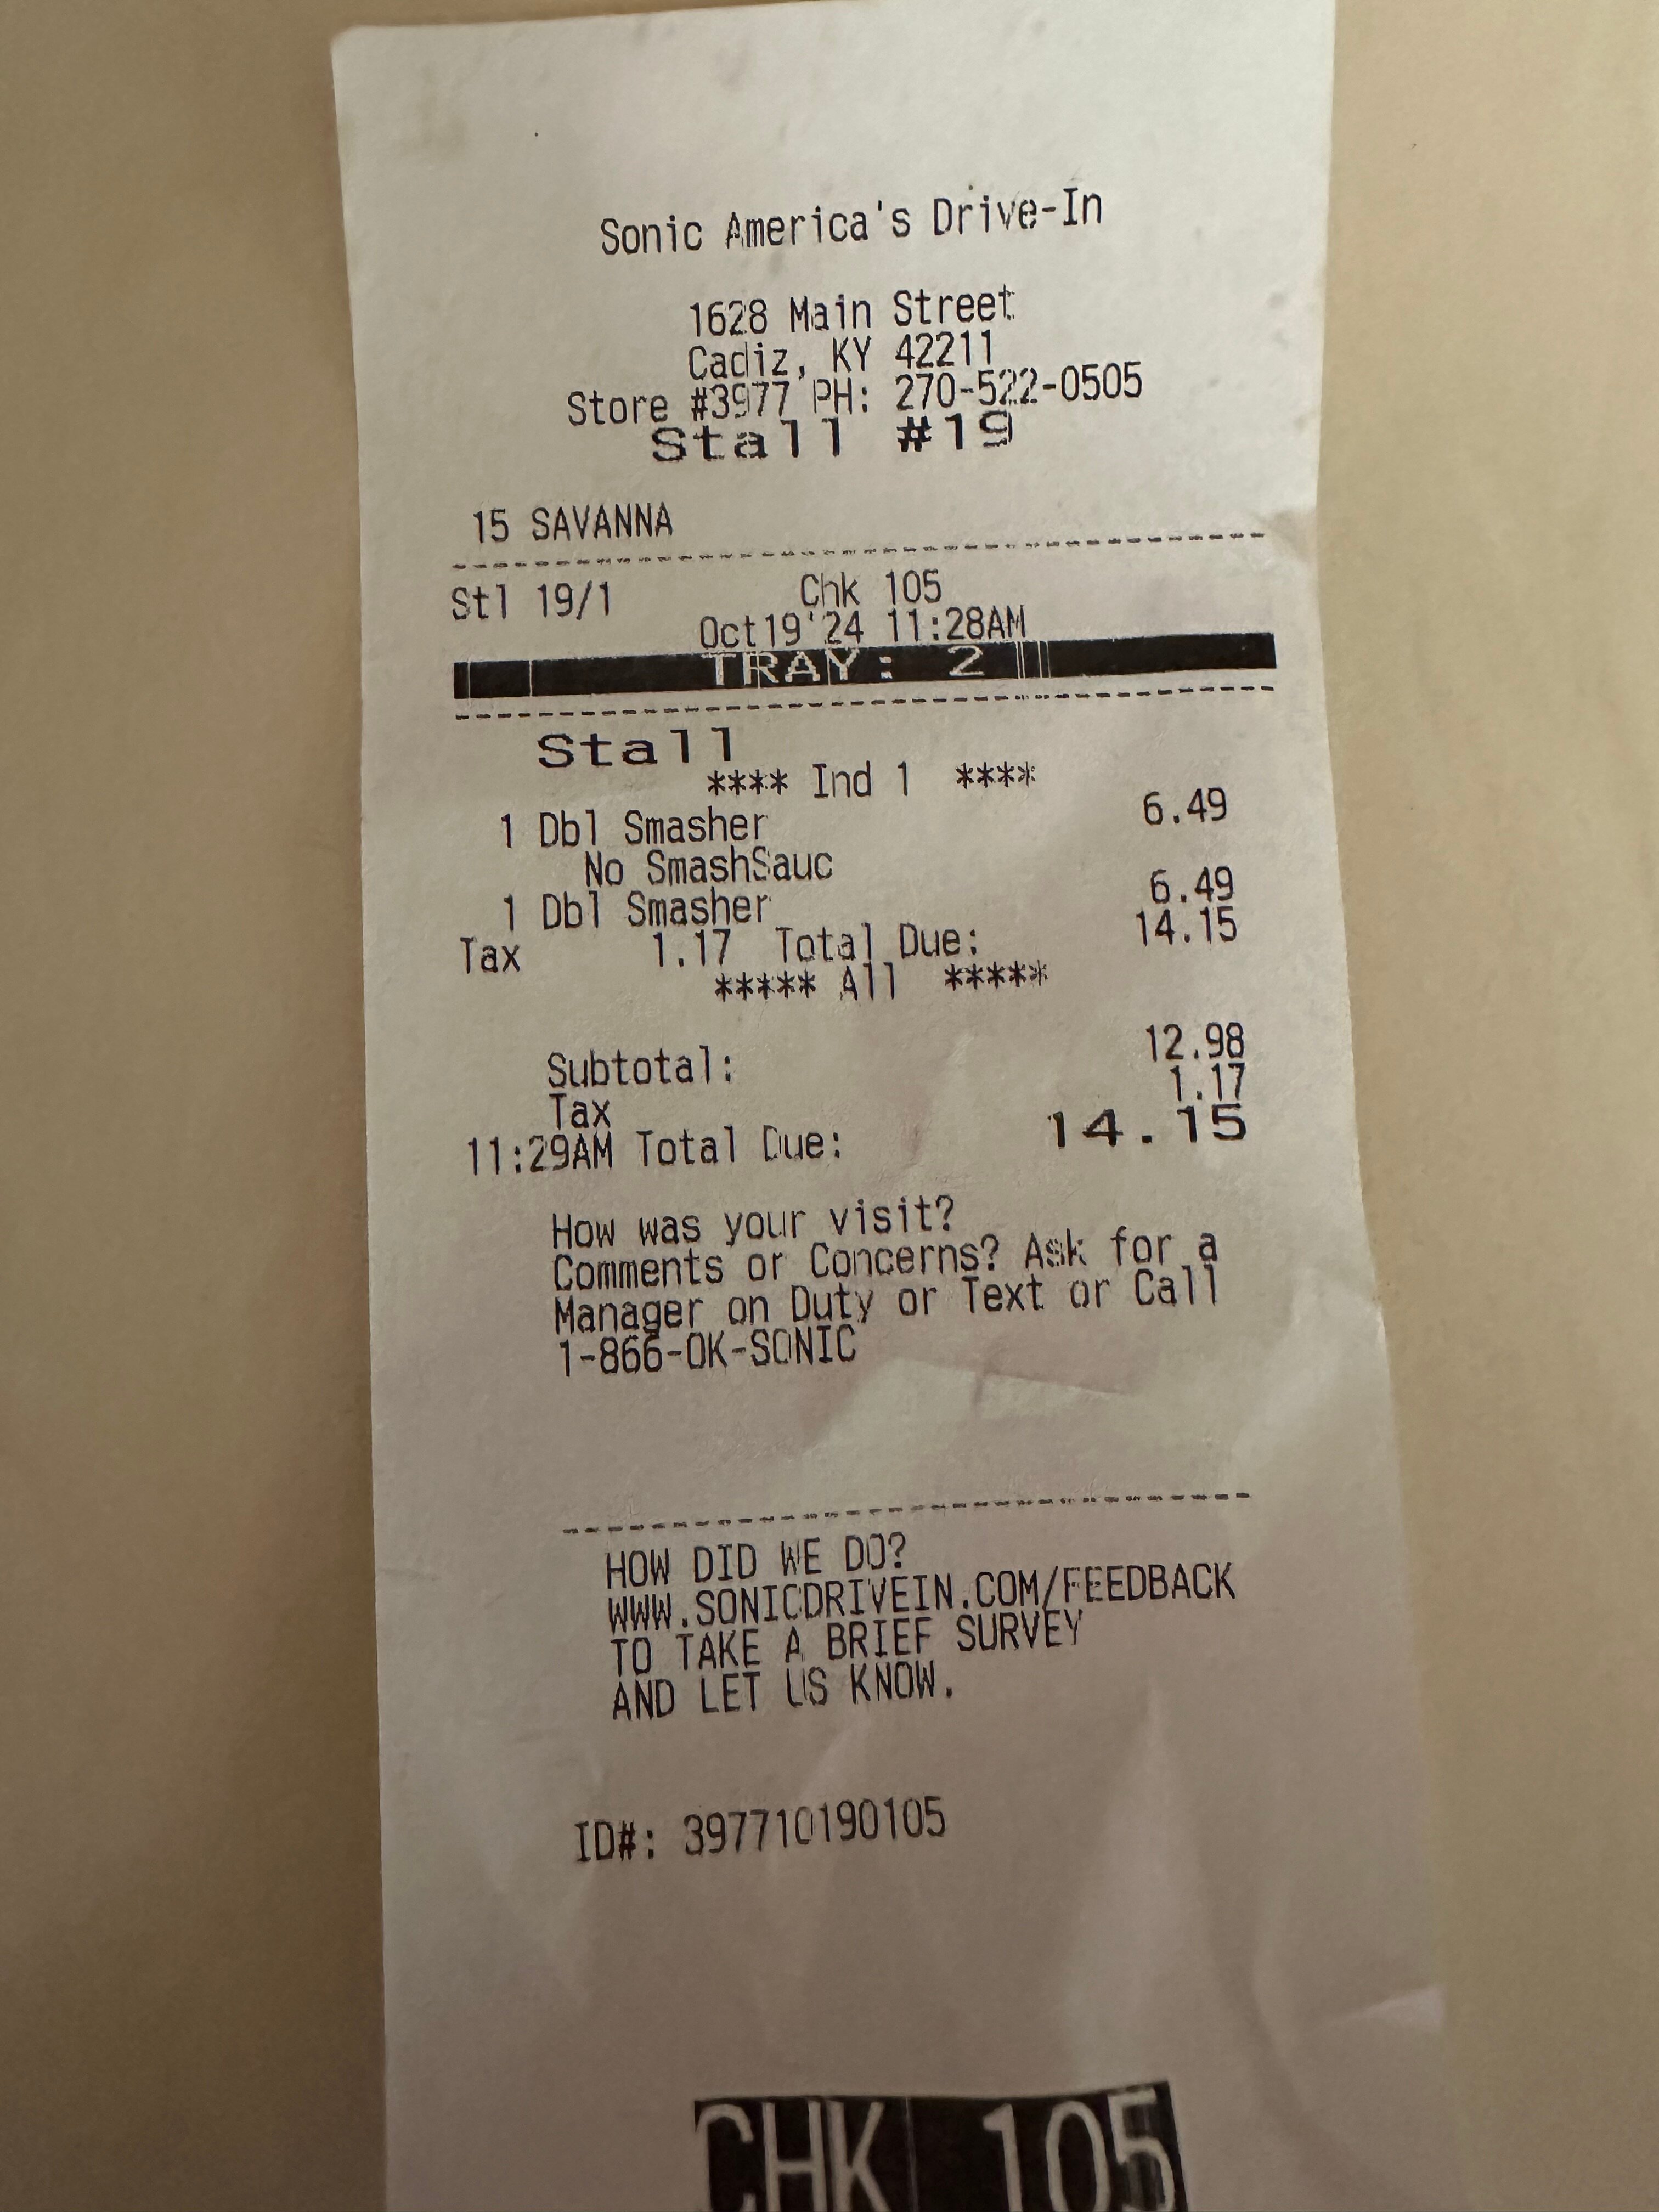 Sonic America's Drive-In
1628 Main Street
Cadiz, KY 42211
Store #3977 PH: 270-522-0505
Stall #19
15 SAVANNA
Stl 19/1 Chk 105
Oct19'24 11:28AM
TRAY: 2
Stall
**** Ind 1 ****
1 Dbl Smasher 6.49
No SmashSauc
1 Dbl Smasher 6.49
Tax 1.17 Total Due: 14.15
***** All *****
Subtotal: 12.98
Tax 1.17
11:29AM Total Due: 14.15
How was your visit?
Comments or Concerns? Ask for a
Manager on Duty or Text or Call
1-866-OK-SONIC
HOW DID WE DO?
WWW.SONICDRIVEIN.COM/FEEDBACK
TO TAKE A BRIEF SURVEY
AND LET US KNOW.
ID#: 397710190105
CHK 105